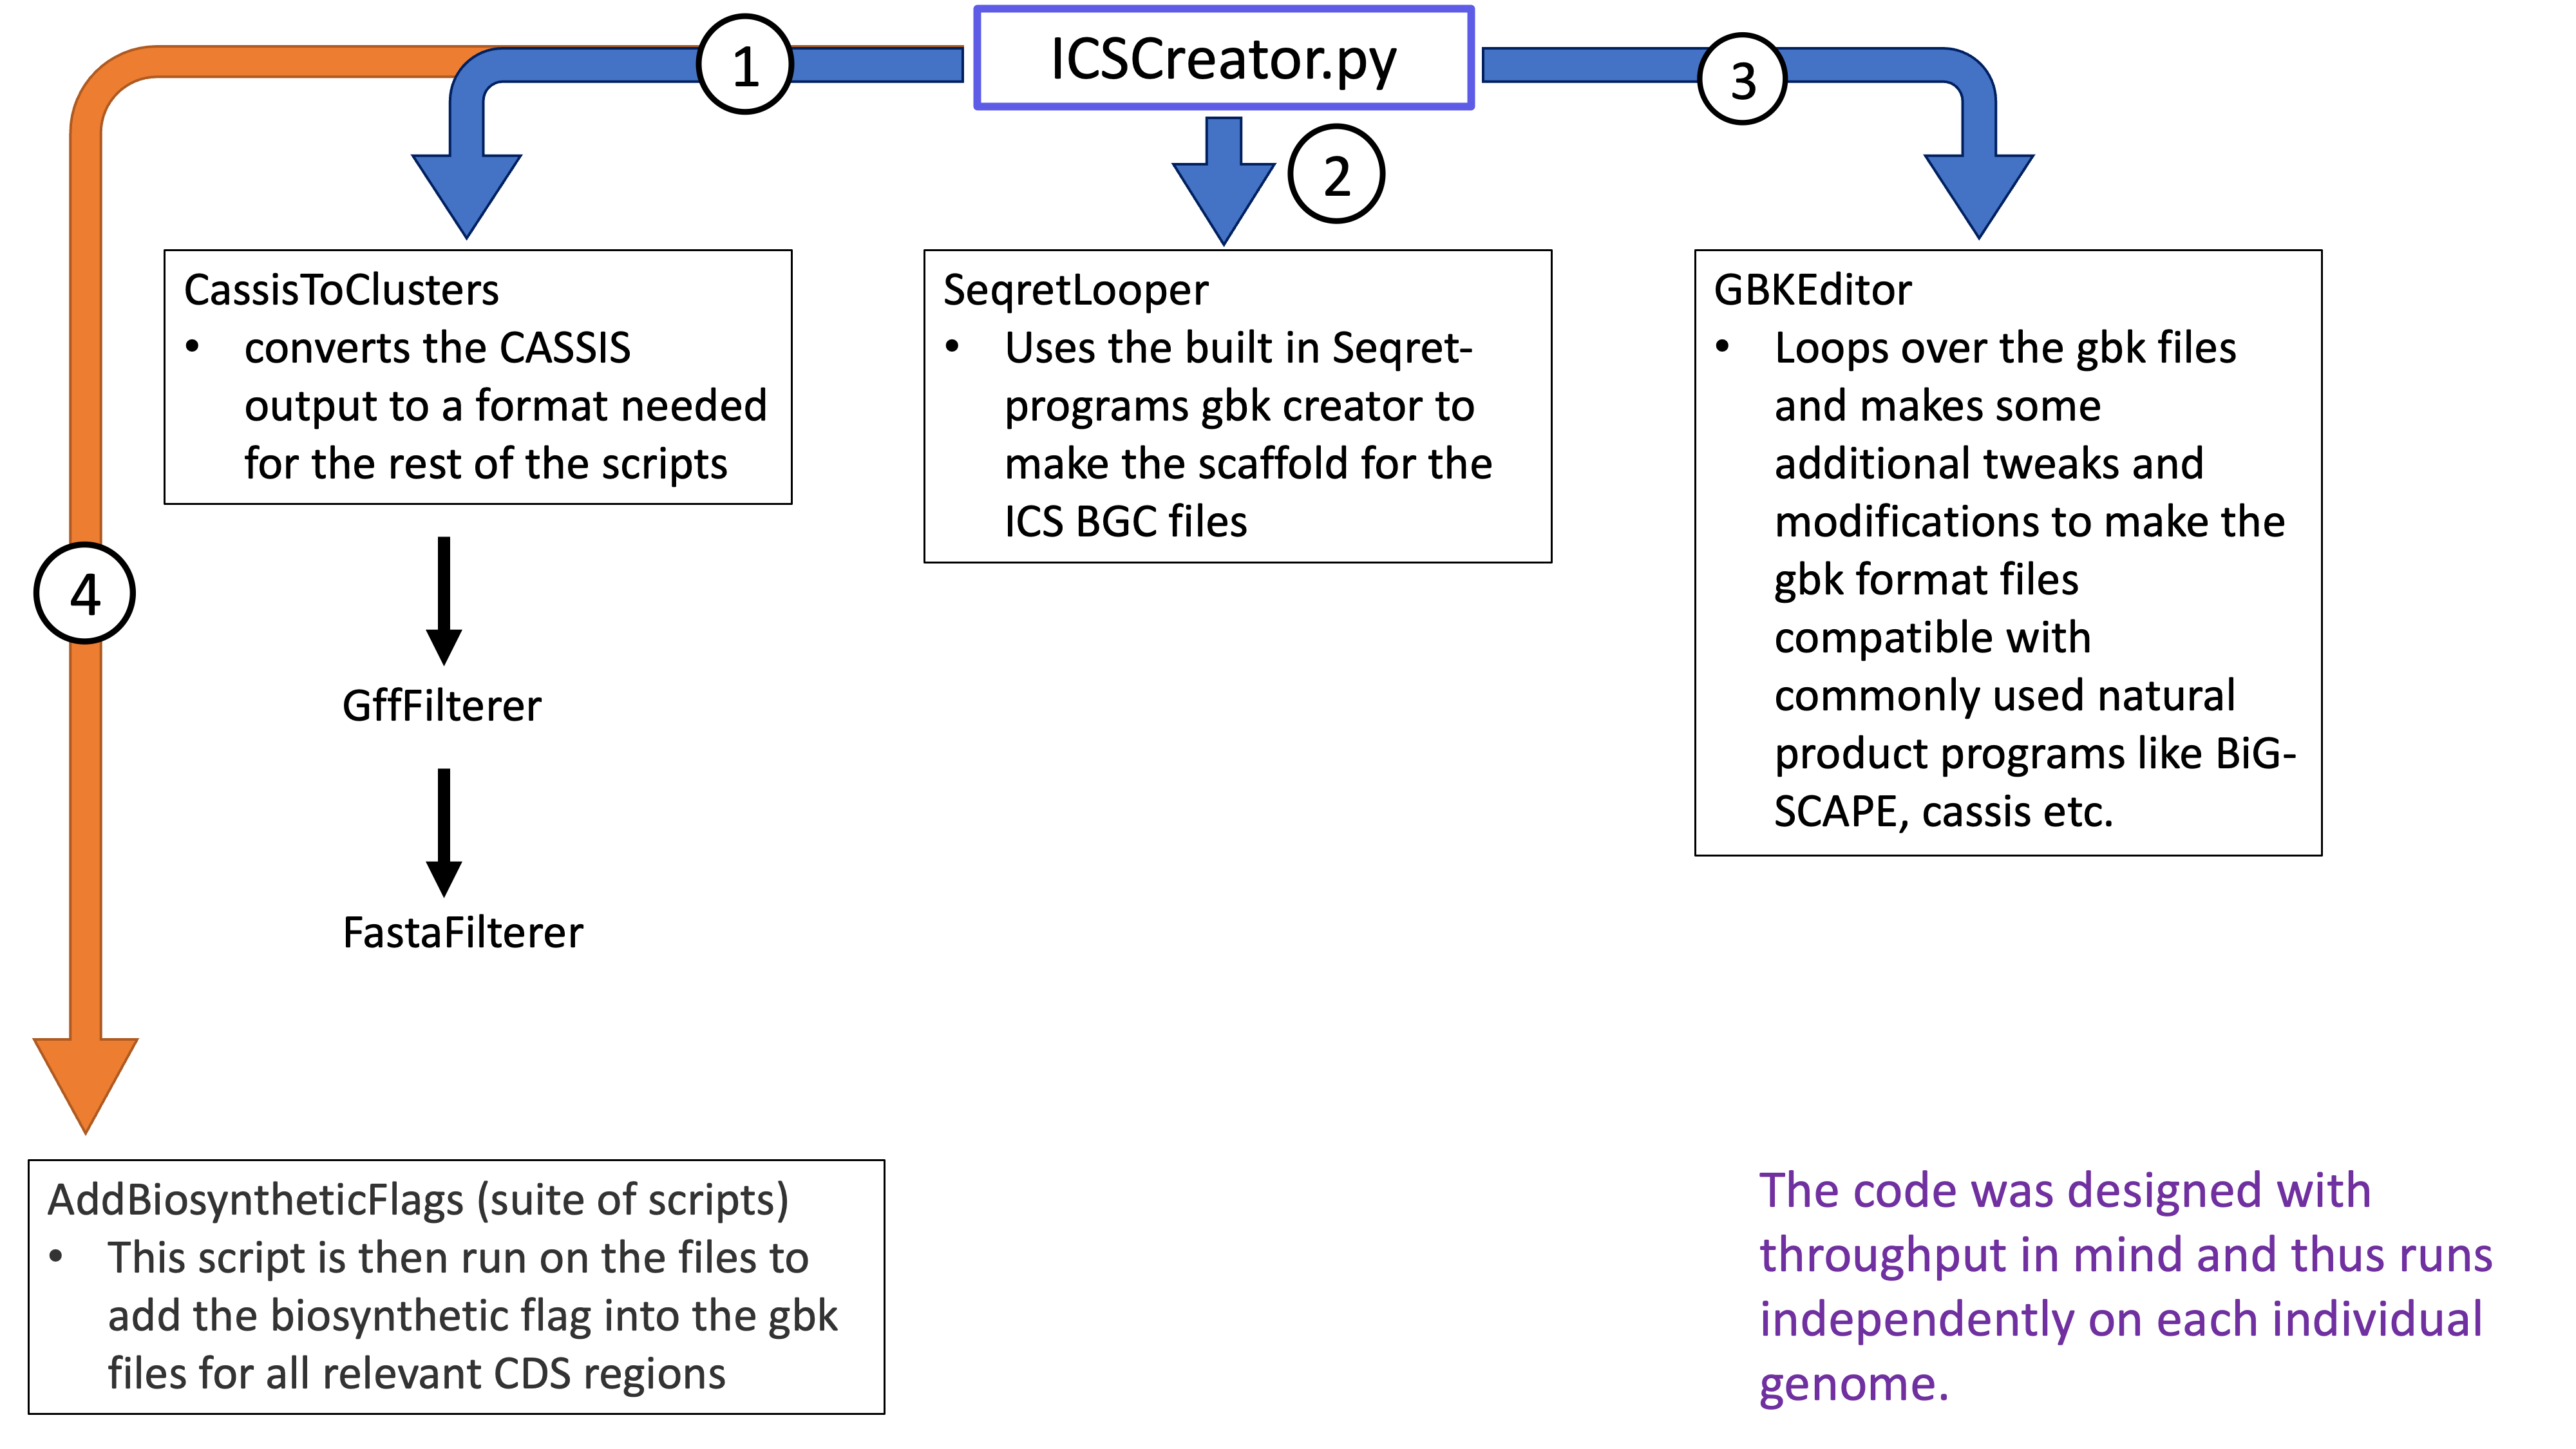 ICSCreator.py
1
2
3
CassisToClusters
• converts the CASSIS
output to a format needed
for the rest of the scripts
SeqretLooper
• Uses the built in Seqret-
programs gbk creator to
make the scaffold for the
ICS BGC files
GBKEditor
• Loops over the gbk files
and makes some
additional tweaks and
modifications to make the
gbk format files
compatible with
commonly used natural
product programs like BiG-
SCAPE, cassis etc.
4
GffFilterer
FastaFilterer
AddBiosyntheticFlags (suite of scripts)
• This script is then run on the files to
add the biosynthetic flag into the gbk
files for all relevant CDS regions
The code was designed with
throughput in mind and thus runs
independently on each individual
genome.